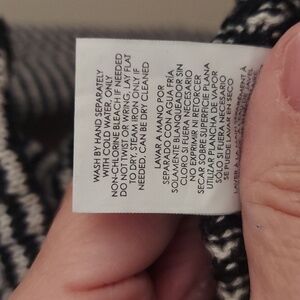 WASH BY HAND SEPARATELY
WITH COLD WATER, ONLY
NON-CHLORINE BLEACH IF NEEDED
DO NOT TWIST OR WRING, LAY FLAT
TO DRY, STEAM IRON ONLY IF
NEEDED, CAN BE DRY CLEANED
LAVAR A MANO POR
SEPARADO CON AGUA FRÍA
SOLAMENTE BLANQUEADOR SIN
CLORO SI FUERA NECESARIO
NO EXPRIMIR NI RETORCER
SECAR SOBRE SUPERFICIE PLANA
UTILIZAR PLANCHA DE VAPOR
SÓLO SI FUERA NECESARIO
SE PUEDE LAVAR EN SECO